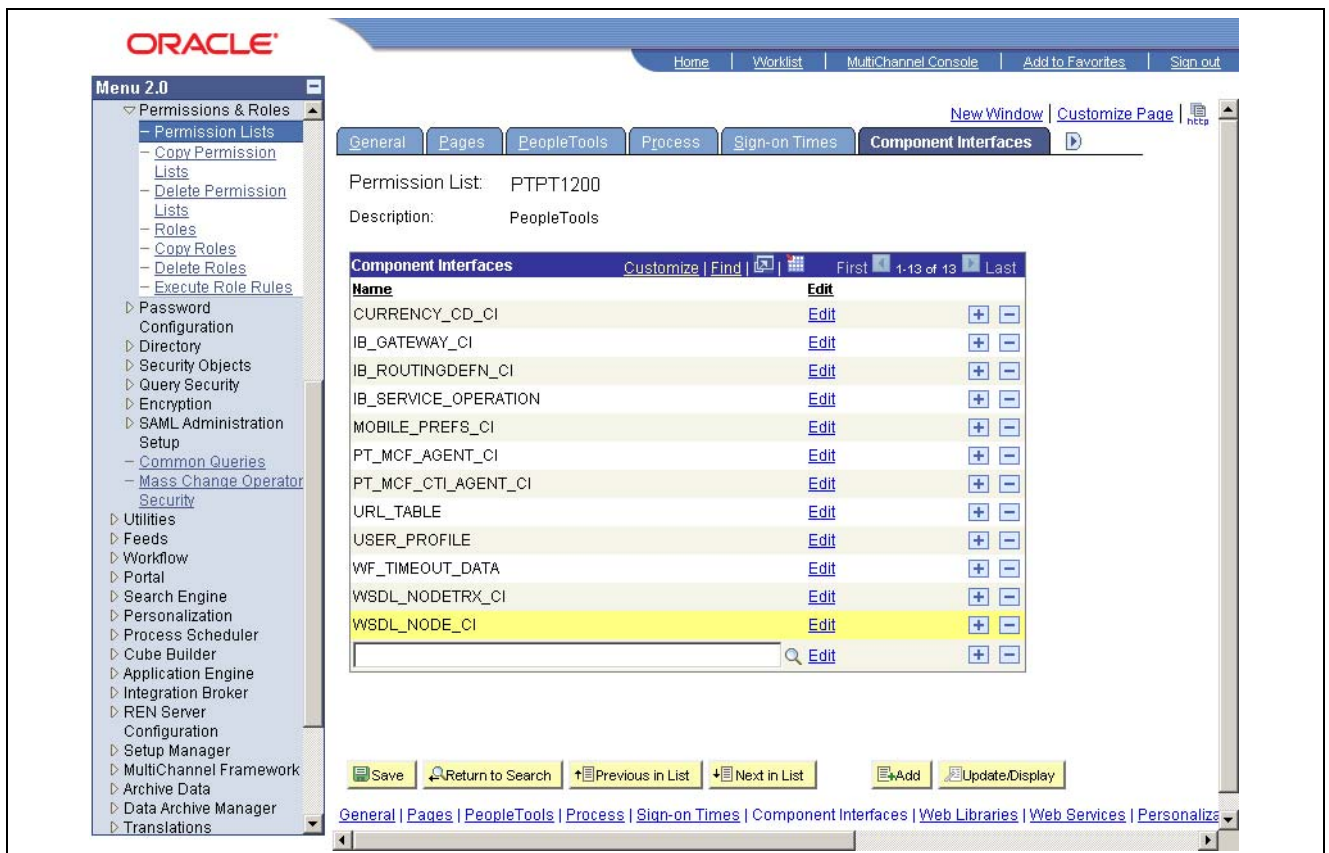 ORACLE'
Home | Worklist | MultiChannel Console | Add to Favorites | Sign out
Menu 2.0
Permissions & Roles
– Permission Lists
– Copy Permission
Lists
– Delete Permission
Lists
– Roles
– Copy Roles
– Delete Roles
– Execute Role Rules
Password
Configuration
Directory
Security Objects
Query Security
Encryption
SAML Administration
Setup
– Common Queries
– Mass Change Operator
Security
Utilities
Feeds
Workflow
Portal
Search Engine
Personalization
Process Scheduler
Cube Builder
Application Engine
Integration Broker
REN Server
Configuration
Setup Manager
MultiChannel Framework
Archive Data
Data Archive Manager
Translations
New Window | Customize Page | http
General Pages PeopleTools Process Sign-on Times Component Interfaces
Permission List: PTPT1200
Description: PeopleTools
Component Interfaces Customize | Find | First 1-13 of 13 Last
Name Edit
CURRENCY_CD_CI Edit
IB_GATEWAY_CI Edit
IB_ROUTINGDEFN_CI Edit
IB_SERVICE_OPERATION Edit
MOBILE_PREFS_CI Edit
PT_MCF_AGENT_CI Edit
PT_MCF_CTI_AGENT_CI Edit
URL_TABLE Edit
USER_PROFILE Edit
WF_TIMEOUT_DATA Edit
WSDL_NODETRX_CI Edit
WSDL_NODE_CI Edit
Edit
Save Return to Search Previous in List Next in List Add Update/Display
General | Pages | PeopleTools | Process | Sign-on Times | Component Interfaces | Web Libraries | Web Services | Personaliza